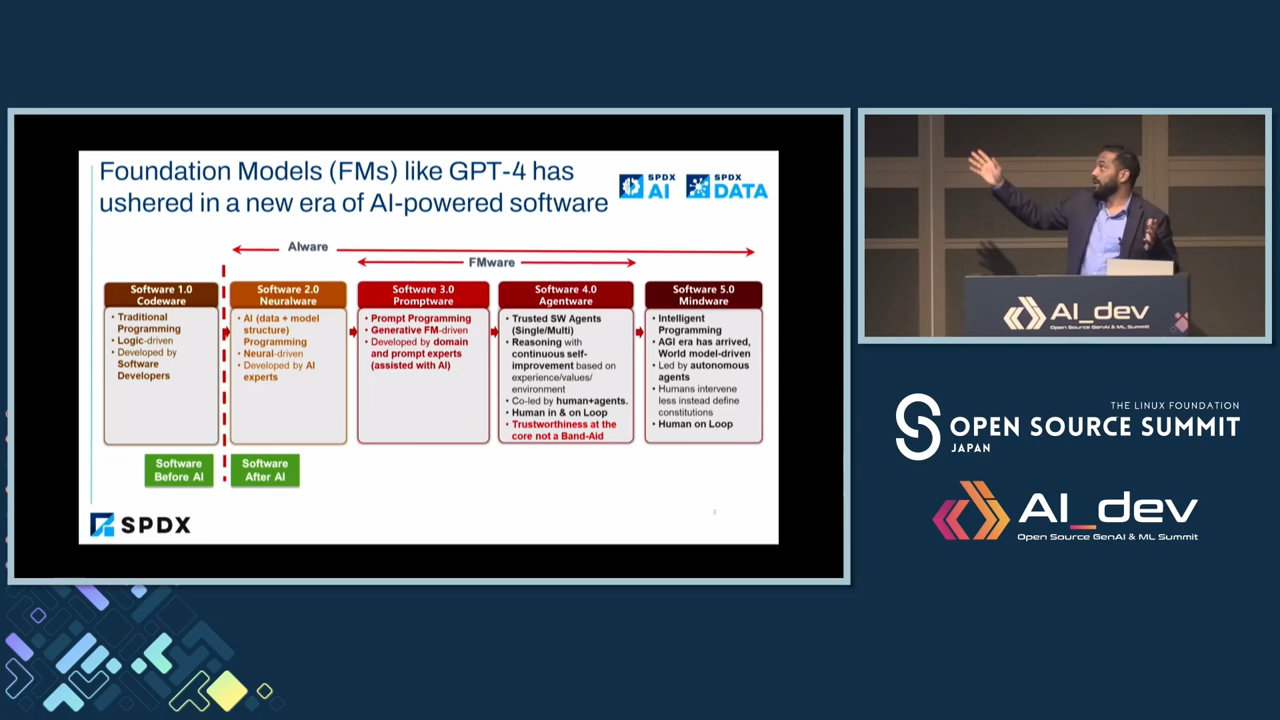 Foundation Models (FMs) like GPT-4 has
ushered in a new era of AI-powered software
SPDX
AI
SPDX
DATA
AIware
FMware
Software 1.0
Codeware
• Traditional
Programming
• Logic-driven
• Developed by
Software
Developers
Software 2.0
Neuralware
• AI (data + model
structure)
Programming
• Neural-driven
• Developed by AI
experts
Software 3.0
Promptware
• Prompt Programming
• Generative FM-driven
• Developed by domain
and prompt experts
(assisted with AI)
Software 4.0
Agentware
• Trusted SW Agents
(Single/Multi)
• Reasoning with
continuous self-
improvement based on
experience/values/
environment
• Co-led by human+agents.
• Human in & on Loop
• Trustworthiness at the
core not a Band-Aid
Software 5.0
Mindware
• Intelligent
Programming
• AGI era has arrived,
World model-driven
• Led by autonomous
agents
• Humans intervene
less instead define
constitutions
• Human on Loop
Software
Before AI
Software
After AI
SPDX
AI_dev
Open Source GenAI & ML Summit
THE LINUX FOUNDATION
OPEN SOURCE SUMMIT
JAPAN
AI_dev
Open Source GenAI & ML Summit